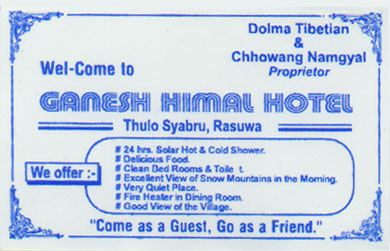 Dolma Tibetian
&
Chhowang Namgyal
Proprietor
Wel-Come to
GANESH HIMAL HOTEL
Thulo Syabru, Rasuwa
We offer :-
# 24 hrs. Solar Hot & Cold Shower.
# Delicious Food.
# Clean Bed Rooms & Toile t.
# Excellent View of Snow Mountains in the Morning.
# Very Quiet Place.
# Fire Heater in Dining Room.
# Good View of the Village.
"Come as a Guest, Go as a Friend."